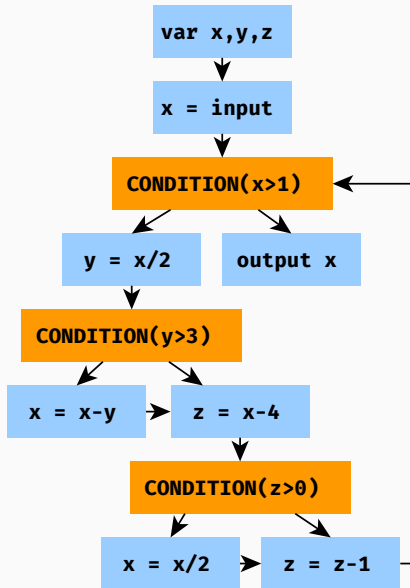 var x,y,z
x = input
CONDITION(x>1)
y = x/2
output x
CONDITION(y>3)
x = x-y
z = x-4
CONDITION(z>0)
x = x/2
z = z-1